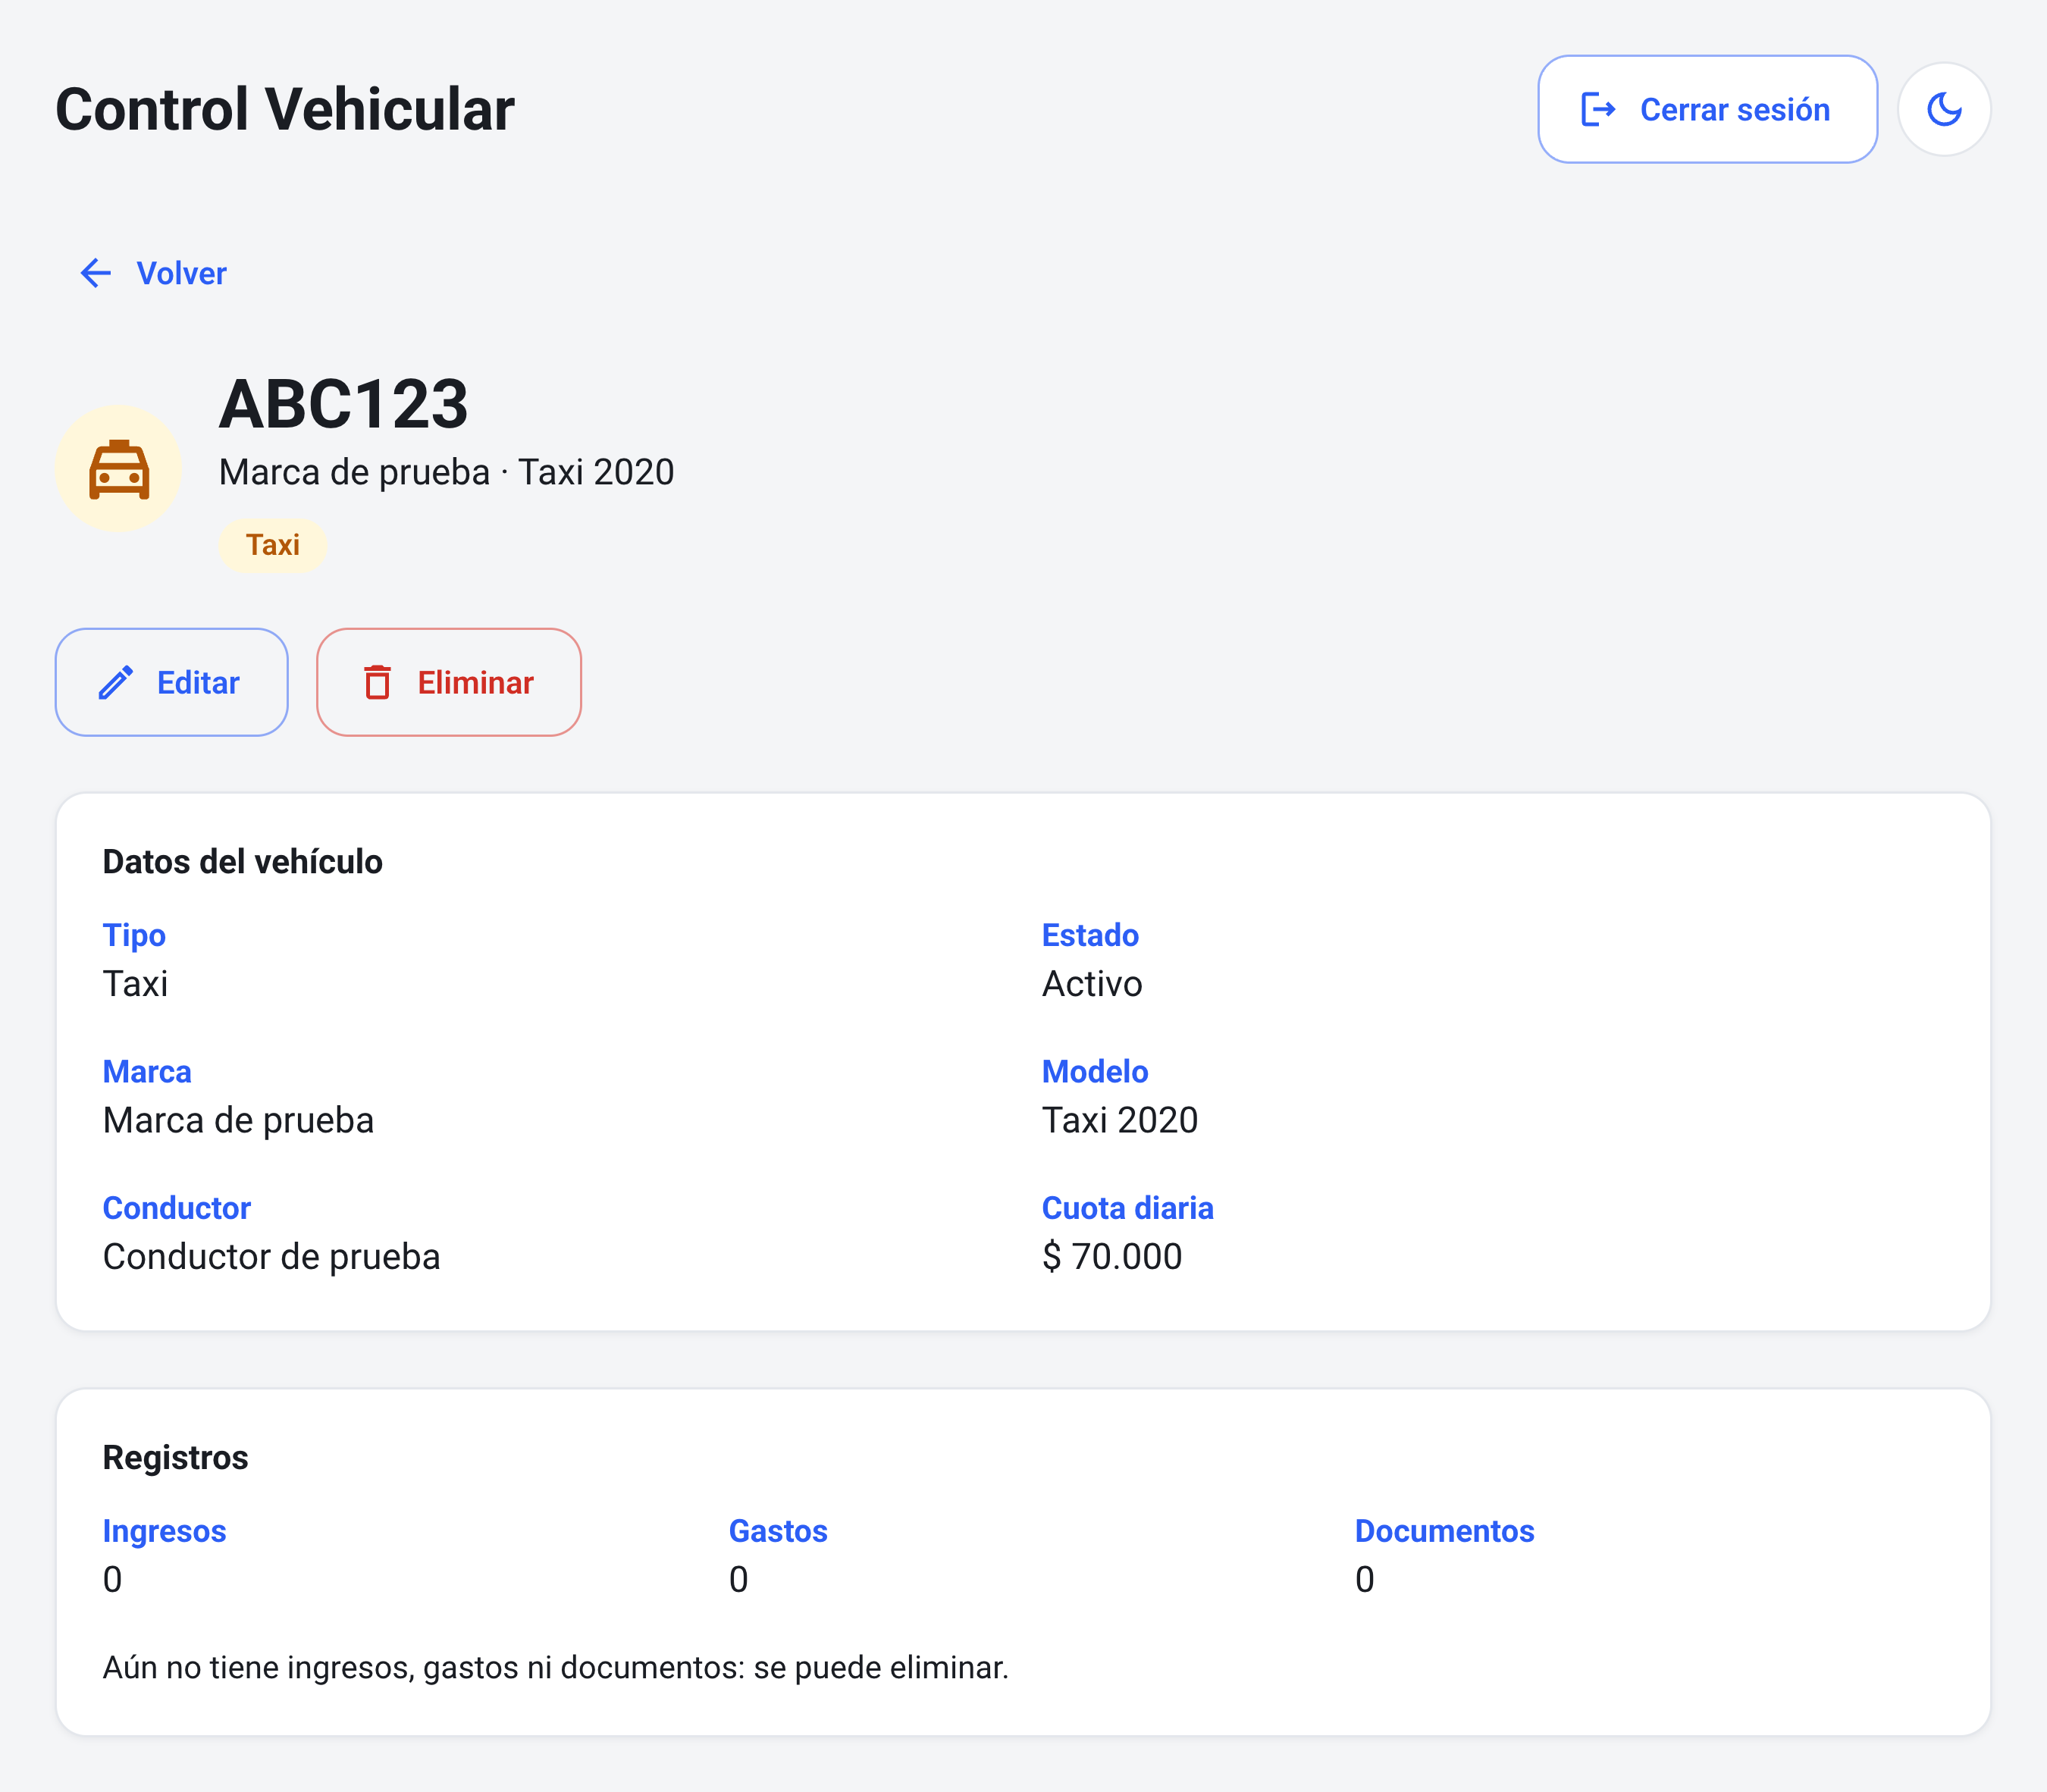 Control Vehicular
Cerrar sesión
Volver
ABC123
Marca de prueba · Taxi 2020
Taxi
Editar
Eliminar
Datos del vehículo
Tipo
Estado
Taxi
Activo
Marca
Modelo
Marca de prueba
Taxi 2020
Conductor
Cuota diaria
Conductor de prueba
$ 70.000
Registros
Ingresos
Gastos
Documentos
0
0
0
Aún no tiene ingresos, gastos ni documentos: se puede eliminar.